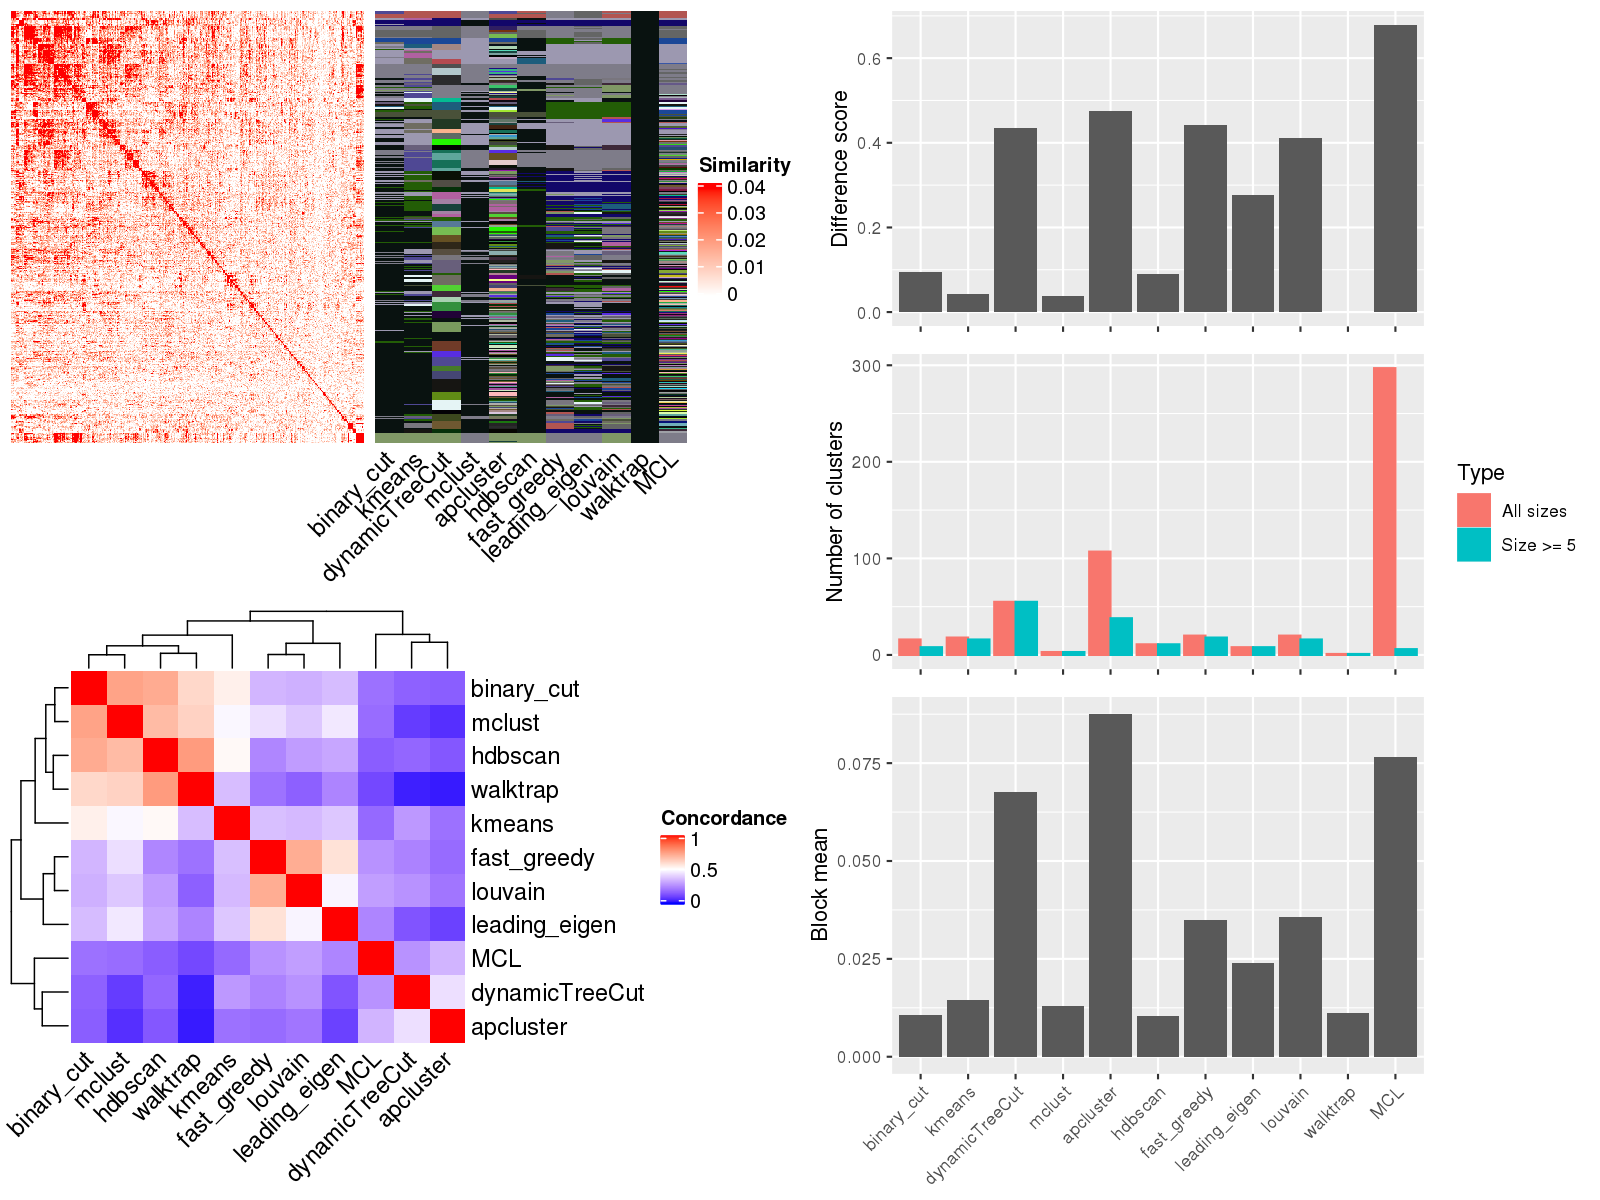 Similarity
0.04
0.03
0.02
0.01
0
binary_cut
kmeans
dynamicTreeCut
mclust
apcluster
hdbscan
fast_greedy
leading_eigen
louvain
walktrap
MCL
binary_cut
mclust
hdbscan
walktrap
kmeans
fast_greedy
louvain
leading_eigen
MCL
dynamicTreeCut
apcluster
binary_cut
mclust
hdbscan
walktrap
kmeans
fast_greedy
louvain
leading_eigen
MCL
dynamicTreeCut
apcluster
Concordance
1
0.5
0
Difference score
0.6
0.4
0.2
0.0
Number of clusters
300
200
100
0
Type
All sizes
Size >= 5
Block mean
0.075
0.050
0.025
0.000
binary_cut
kmeans
dynamicTreeCut
mclust
apcluster
hdbscan
fast_greedy
leading_eigen
louvain
walktrap
MCL